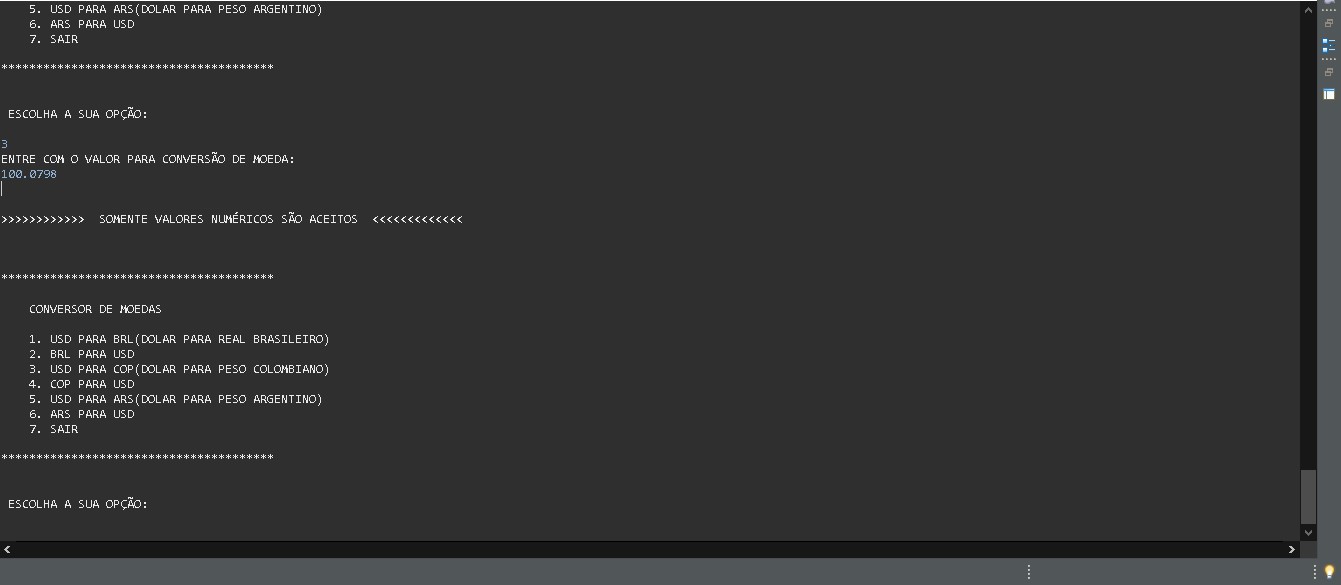 5. USD PARA ARS(DOLAR PARA PESO ARGENTINO)
6. ARS PARA USD
7. SAIR
***************************************
ESCOLHA A SUA OPÇÃO:
3
ENTRE COM O VALOR PARA CONVERSÃO DE MOEDA:
100.0798
>>>>>>>>>>>>  SOMENTE VALORES NUMÉRICOS SÃO ACEITOS  <<<<<<<<<<<<<
***************************************
CONVERSOR DE MOEDAS
1. USD PARA BRL(DOLAR PARA REAL BRASILEIRO)
2. BRL PARA USD
3. USD PARA COP(DOLAR PARA PESO COLOMBIANO)
4. COP PARA USD
5. USD PARA ARS(DOLAR PARA PESO ARGENTINO)
6. ARS PARA USD
7. SAIR
***************************************
ESCOLHA A SUA OPÇÃO: